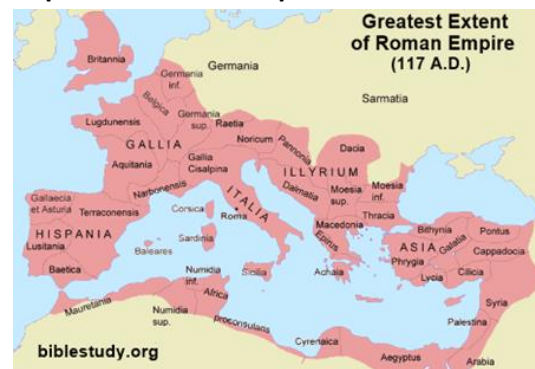 Greatest Extent
of Roman Empire
(117 A.D.)
Britannia
Germania
inf.
Germania
Sarmatia
Belgica
Germania
sup.
Lugdunensis
Raetia
Noricum
Pannonia
Dacia
GALLIA
Gallia
Cisalpina
ILLYRIUM
Aquitania
Dalmatia
Moesia
sup.
Moesia
inf.
Narbonensis
ITALIA
Gallaecia
et Asturia
Terraconensis
Corsica
Roma
Macedonia
Thracia
Bithynia
Pontus
HISPANIA
Sardinia
Epirus
ASIA
Galatia
Cappadocia
Lusitania
Baleares
Phrygia
Baetica
Numidia
inf.
Sicilia
Achaia
Lycia
Cilicia
Mauretania
Africa
Syria
Numidia
sup.
proconsularis
Palestina
Cyrenaica
Aegyptus
Arabia
biblestudy.org